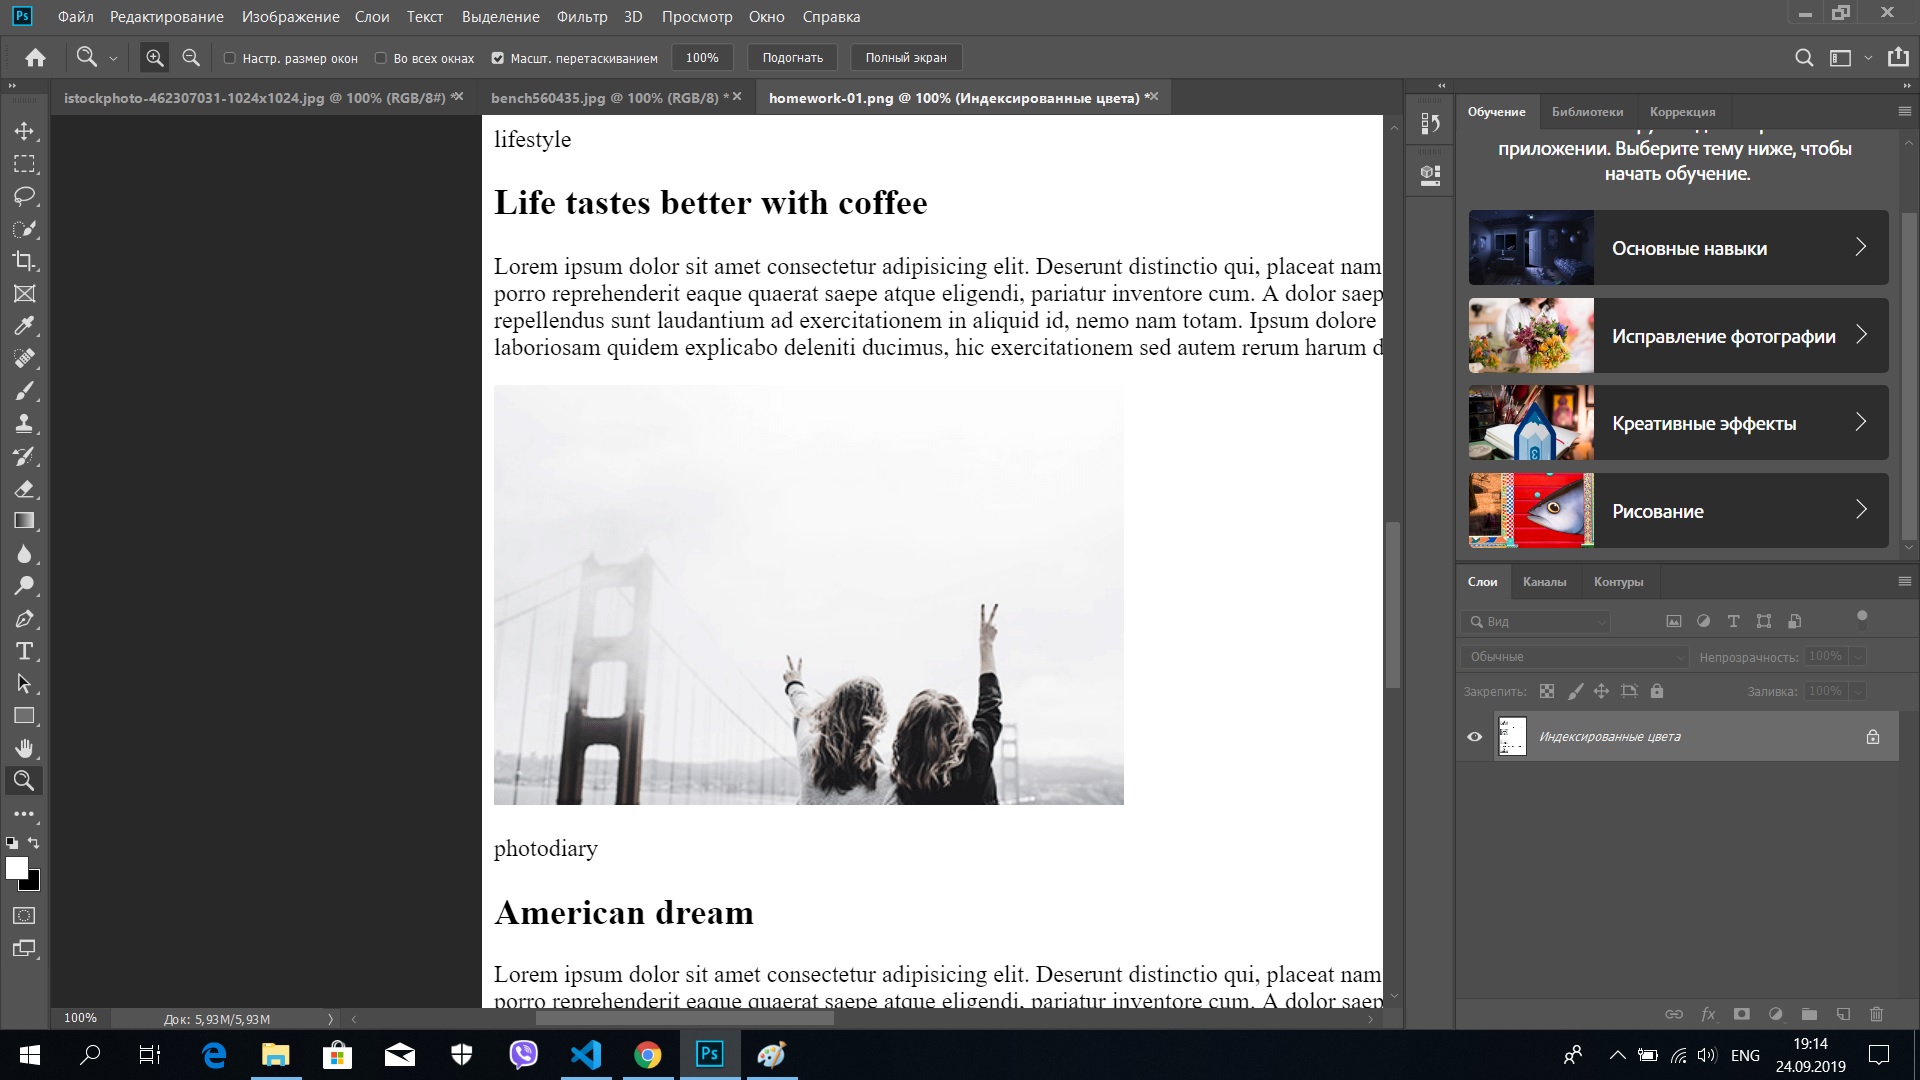 Ps Файл Редактирование Изображение Слои Текст Выделение Фильтр 3D Просмотр Окно Справка
Настр. размер окон Во всех окнах Масшт. перетаскиванием 100% Подогнать Полный экран
istockphoto-462307031-1024x1024.jpg @ 100% (RGB/8#) * bench560435.jpg @ 100% (RGB/8) * homework-01.png @ 100% (Индексированные цвета) *
lifestyle
Life tastes better with coffee
Lorem ipsum dolor sit amet consectetur adipisicing elit. Deserunt distinctio qui, placeat nam
porro reprehenderit eaque quaerat saepe atque eligendi, pariatur inventore cum. A dolor saep
repellendus sunt laudantium ad exercitationem in aliquid id, nemo nam totam. Ipsum dolore
laboriosam quidem explicabo deleniti ducimus, hic exercitationem sed autem rerum harum d
photodiary
American dream
Lorem ipsum dolor sit amet consectetur adipisicing elit. Deserunt distinctio qui, placeat nam
porro reprehenderit eaque quaerat saepe atque eligendi, pariatur inventore cum. A dolor saep
100% Док: 5,93M/5,93M
Обучение Библиотеки Коррекция
приложении. Выберите тему ниже, чтобы
начать обучение.
Основные навыки
Исправление фотографии
Креативные эффекты
Рисование
Слои Каналы Контуры
Вид
Обычные Непрозрачность: 100%
Закрепить: Заливка: 100%
Индексированные цвета
fx
Ps ENG 19:14
24.09.2019